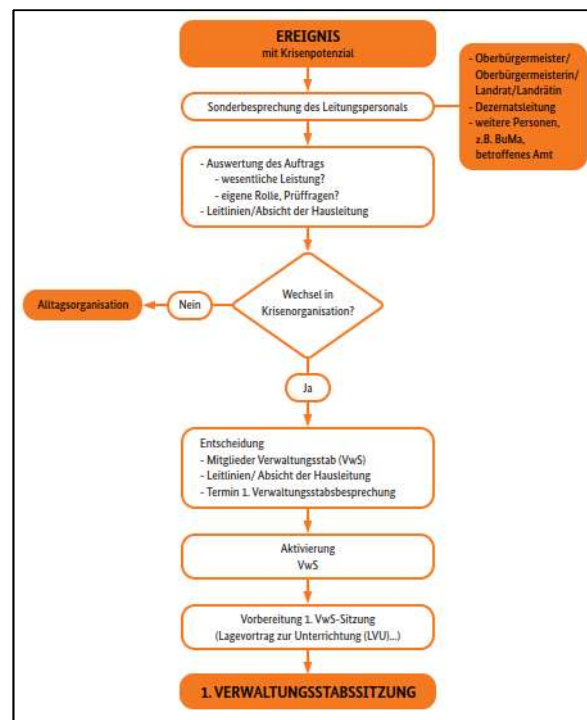 EREIGNIS
mit Krisenpotenzial
Sonderbesprechung des Leitungspersonals
- Oberbürgermeister/
Oberbürgermeisterin/
Landrat/Landrätin
- Dezernatsleitung
- weitere Personen,
z.B. BuMa,
betroffenes Amt
- Auswertung des Auftrags
- wesentliche Leistung?
- eigene Rolle, Prüffragen?
- Leitlinien/Absicht der Hausleitung
Wechsel in
Krisenorganisation?
Nein
Alltagsorganisation
Ja
Entscheidung
- Mitglieder Verwaltungsstab (VwS)
- Leitlinien/ Absicht der Hausleitung
- Termin 1. Verwaltungsstabsbesprechung
Aktivierung
VwS
Vorbereitung 1. VwS-Sitzung
(Lagevortrag zur Unterrichtung (LVU)...)
1. VERWALTUNGSSTABSSITZUNG